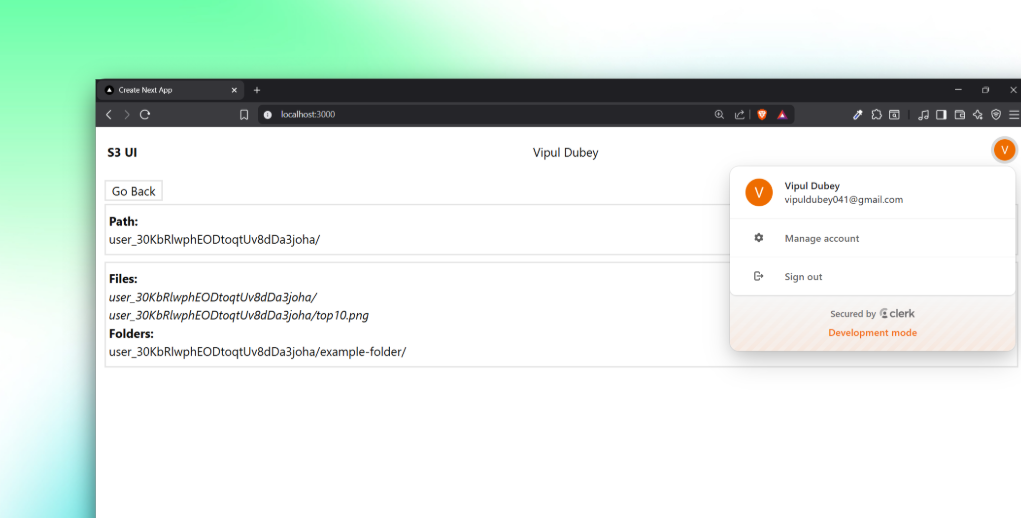 Create Next App
localhost:3000
S3 UI
Vipul Dubey
V
Go Back
Path:
user_30KbRlwphEODtoqtUv8dDa3joha/
Files:
user_30KbRlwphEODtoqtUv8dDa3joha/
user_30KbRlwphEODtoqtUv8dDa3joha/top10.png
Folders:
user_30KbRlwphEODtoqtUv8dDa3joha/example-folder/
V
Vipul Dubey
vipuldubey041@gmail.com
Manage account
Sign out
Secured by clerk
Development mode